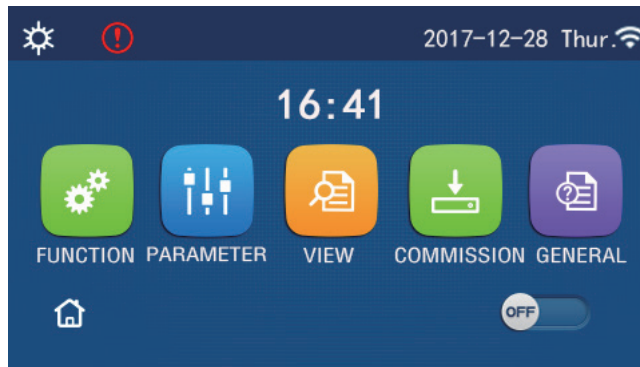 2017-12-28 Thur.
16:41
FUNCTION PARAMETER VIEW COMMISSION GENERAL
OFF